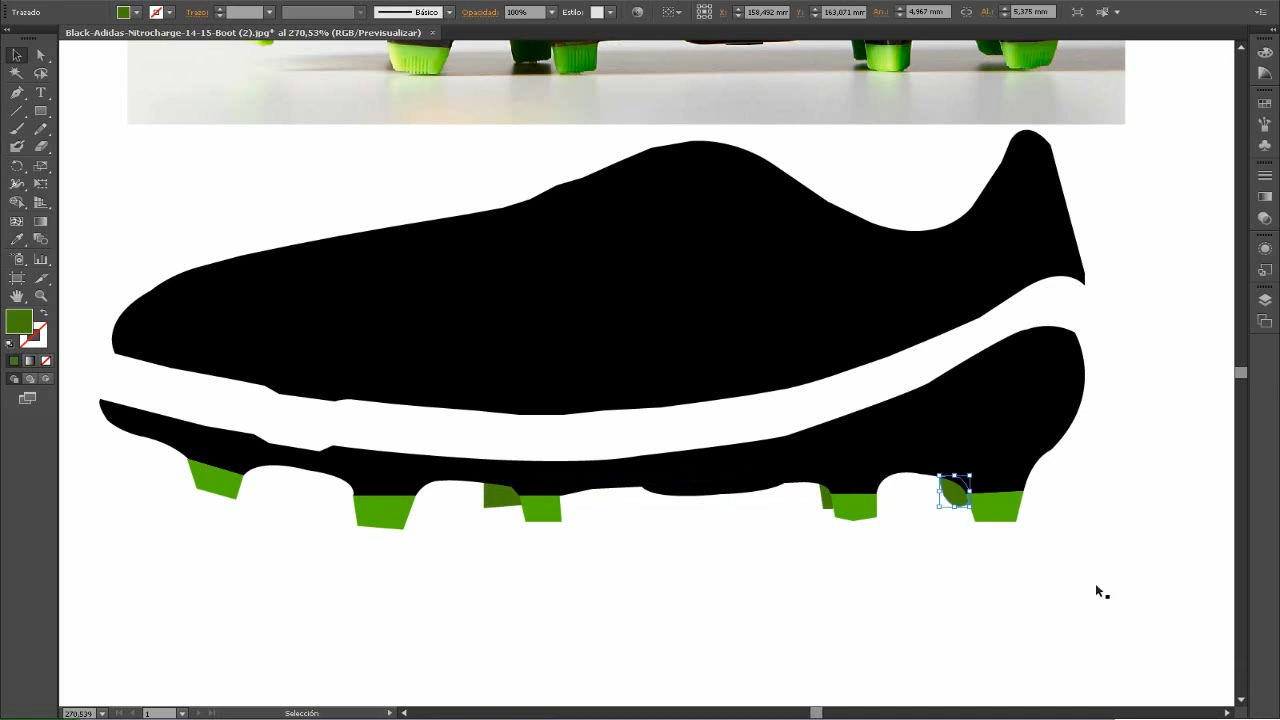 Trazado Trazo: Básico Opacidad: 100% Estilo: X: 158,492 mm Y: 163,071 mm An.: 4,967 mm Al.: 5,375 mm
Black-Adidas-Nitrocharge-14-15-Boot (2).jpg* al 270,53% (RGB/Previsualizar) ×
T
270,539 1 Selección